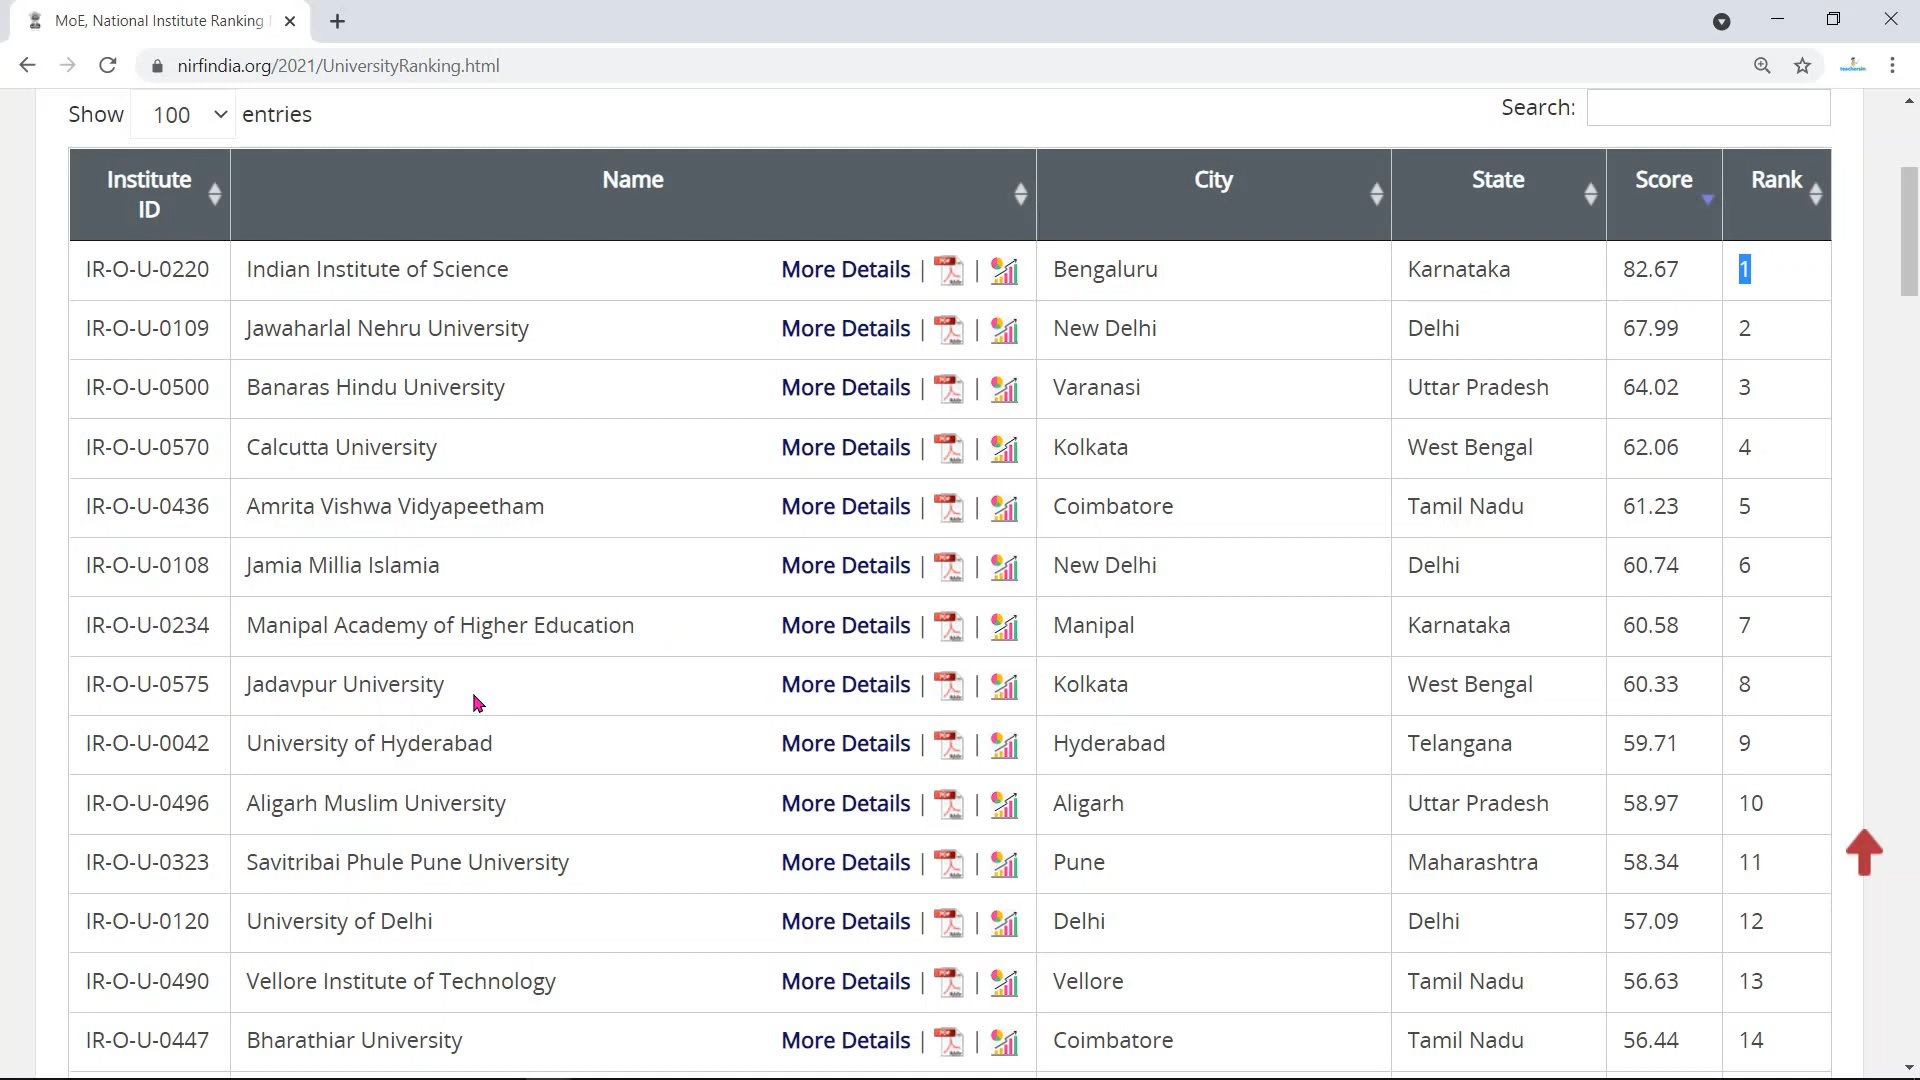 MoE, National Institute Ranking
nirfindia.org/2021/UniversityRanking.html
Show 100 entries
Search:
Institute ID Name City State Score Rank
IR-O-U-0220 Indian Institute of Science More Details | | Bengaluru Karnataka 82.67 1
IR-O-U-0109 Jawaharlal Nehru University More Details | | New Delhi Delhi 67.99 2
IR-O-U-0500 Banaras Hindu University More Details | | Varanasi Uttar Pradesh 64.02 3
IR-O-U-0570 Calcutta University More Details | | Kolkata West Bengal 62.06 4
IR-O-U-0436 Amrita Vishwa Vidyapeetham More Details | | Coimbatore Tamil Nadu 61.23 5
IR-O-U-0108 Jamia Millia Islamia More Details | | New Delhi Delhi 60.74 6
IR-O-U-0234 Manipal Academy of Higher Education More Details | | Manipal Karnataka 60.58 7
IR-O-U-0575 Jadavpur University More Details | | Kolkata West Bengal 60.33 8
IR-O-U-0042 University of Hyderabad More Details | | Hyderabad Telangana 59.71 9
IR-O-U-0496 Aligarh Muslim University More Details | | Aligarh Uttar Pradesh 58.97 10
IR-O-U-0323 Savitribai Phule Pune University More Details | | Pune Maharashtra 58.34 11
IR-O-U-0120 University of Delhi More Details | | Delhi Delhi 57.09 12
IR-O-U-0490 Vellore Institute of Technology More Details | | Vellore Tamil Nadu 56.63 13
IR-O-U-0447 Bharathiar University More Details | | Coimbatore Tamil Nadu 56.44 14